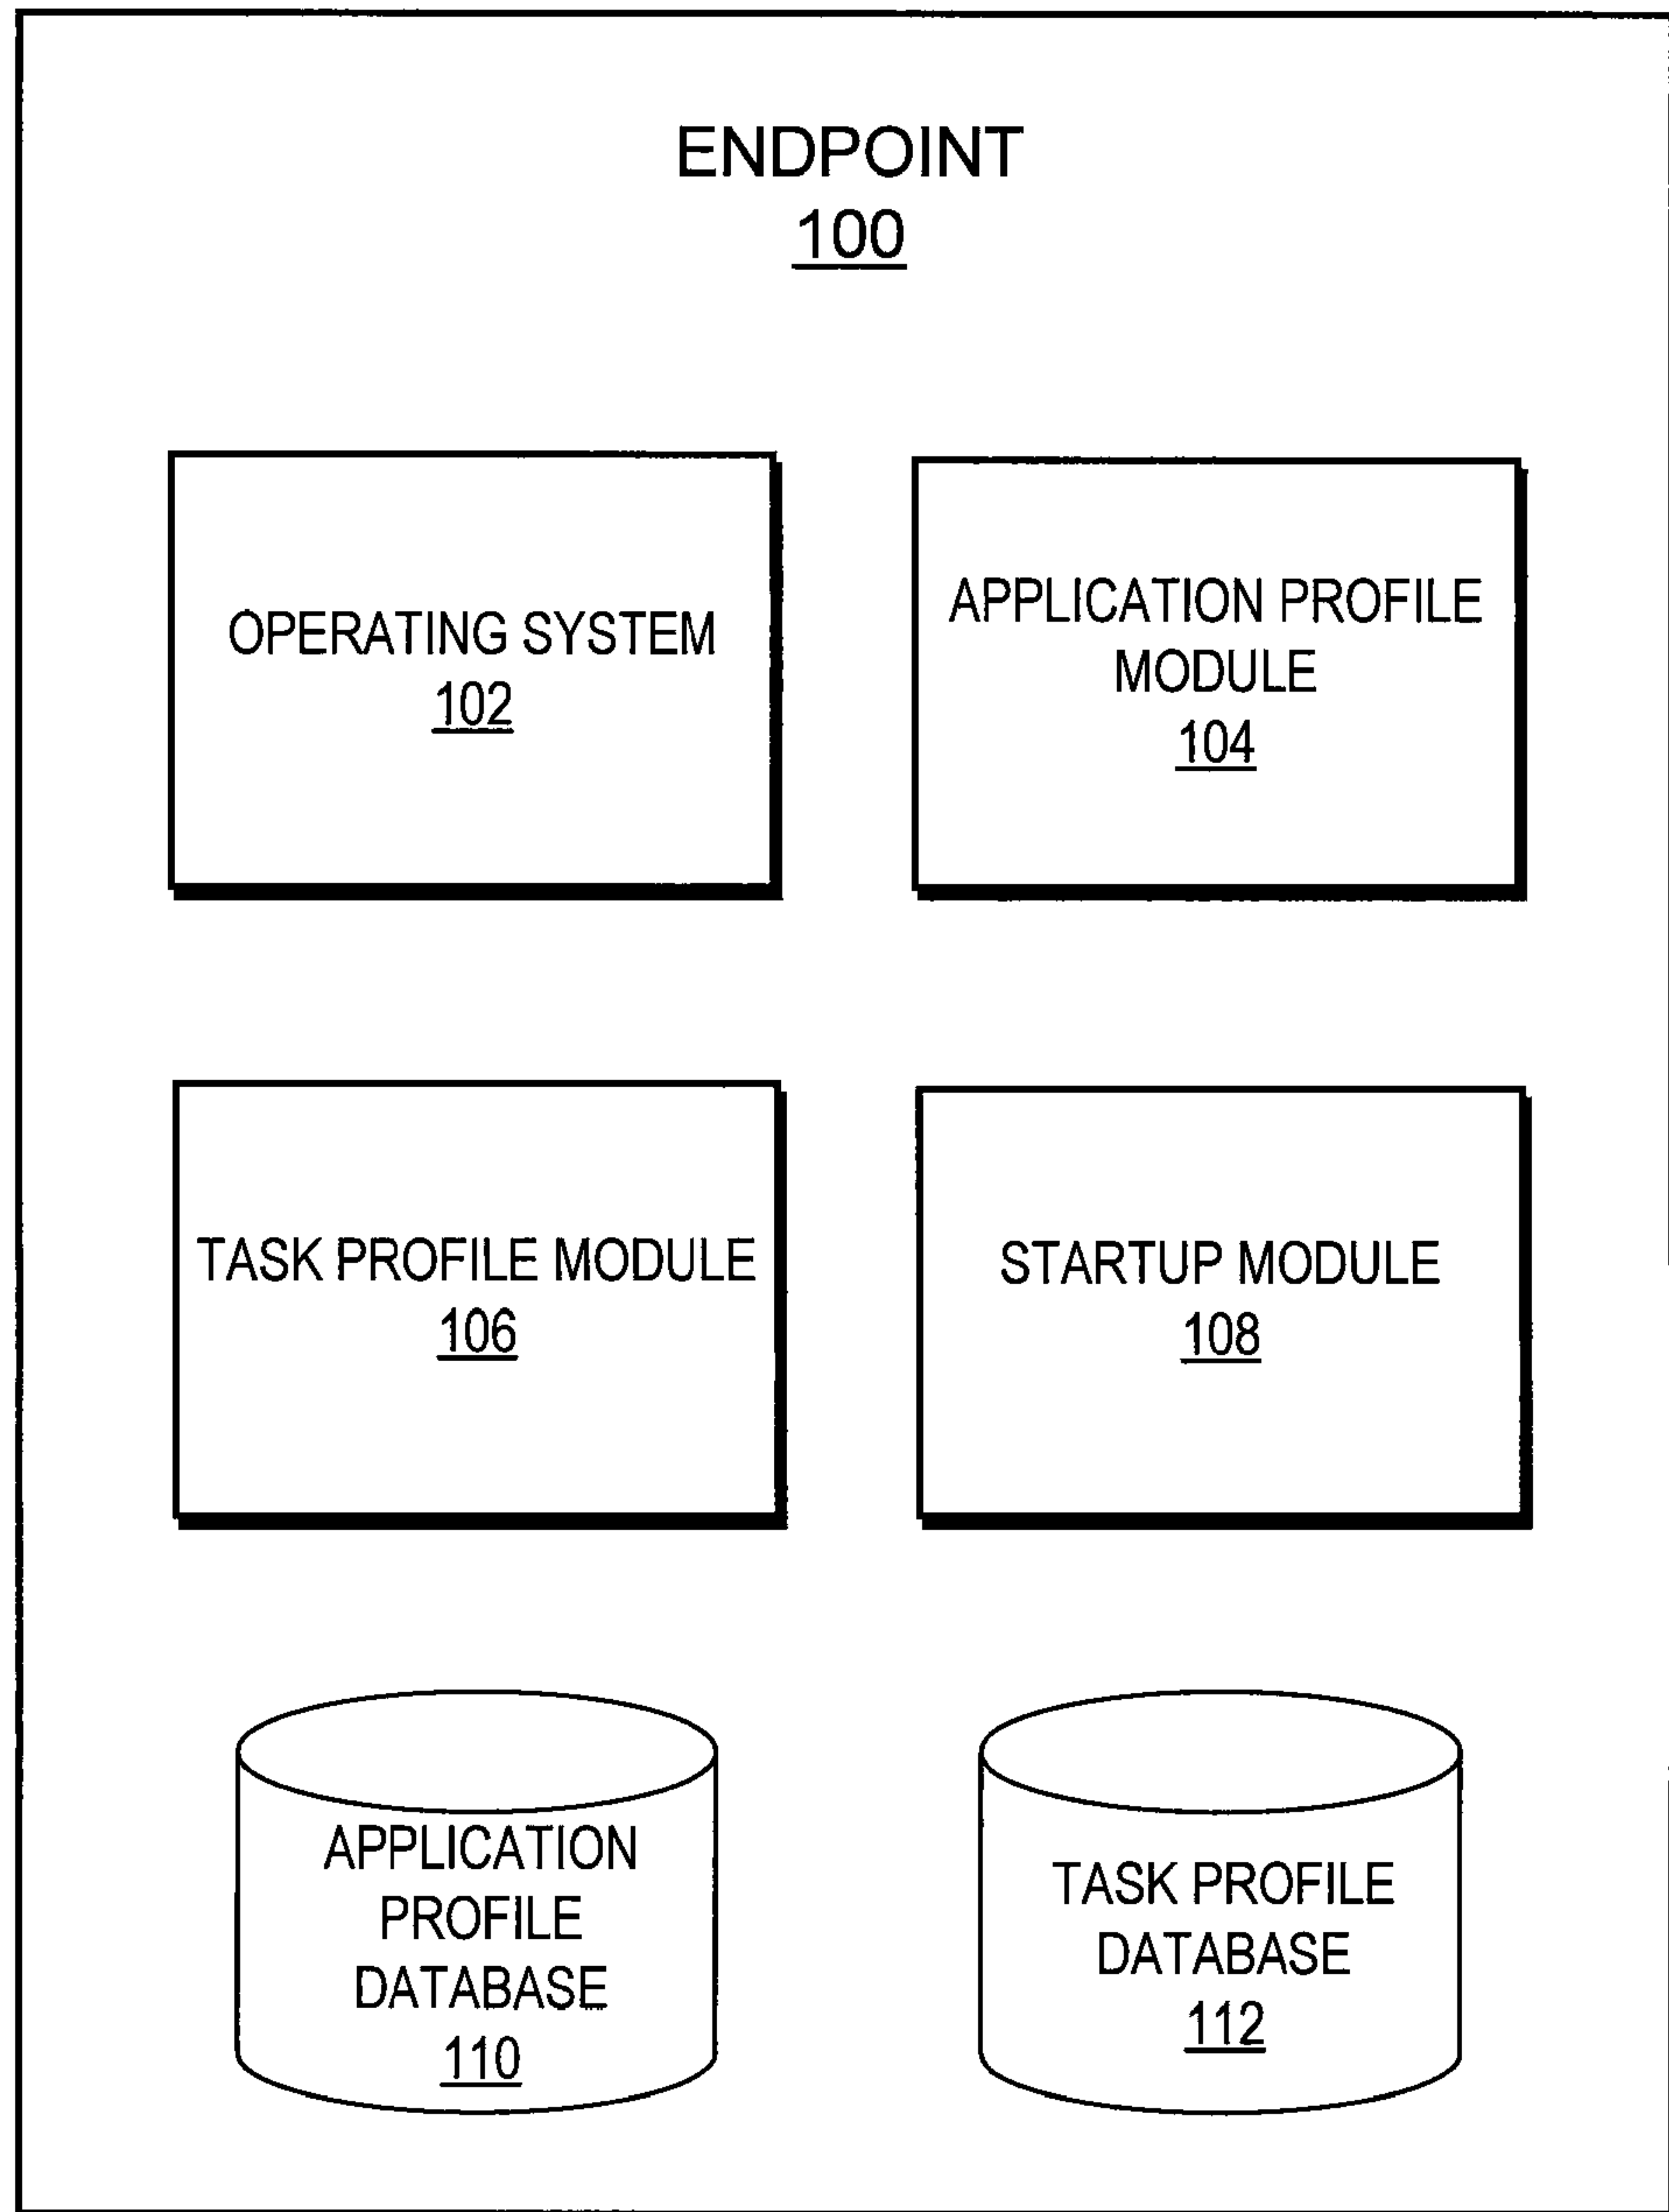 ENDPOINT
100
OPERATING SYSTEM
102
APPLICATION PROFILE
MODULE
104
TASK PROFILE MODULE
106
STARTUP MODULE
108
APPLICATION
PROFILE
DATABASE
110
TASK PROFILE
DATABASE
112